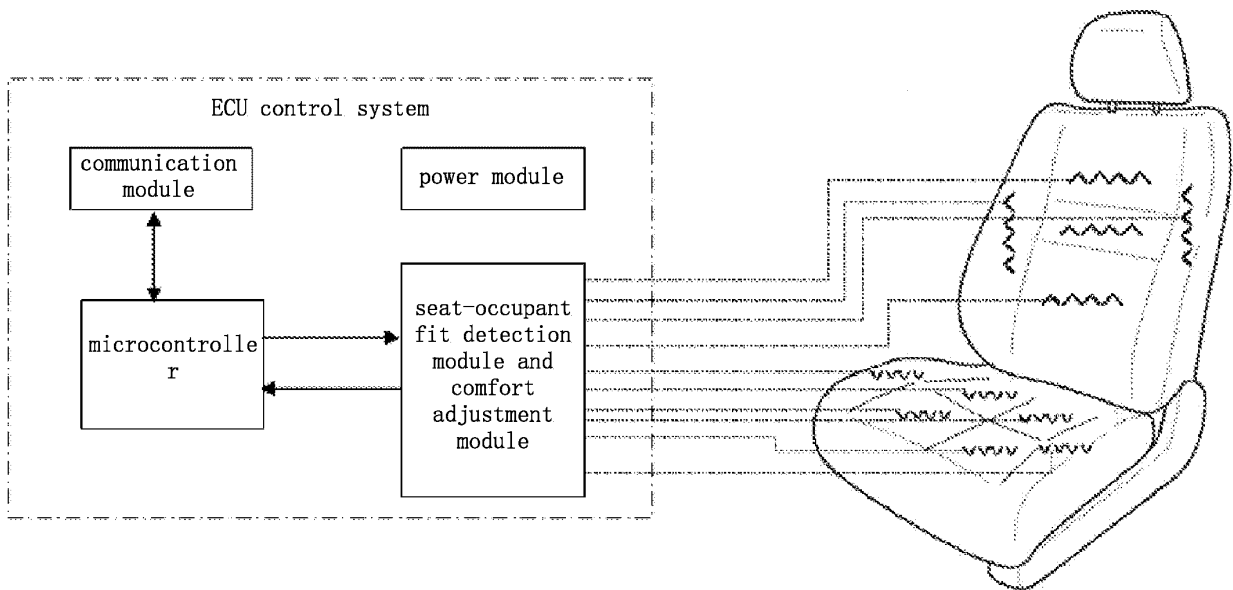 ECU control system
communication
module
power module
microcontrolle
r
seat-occupant
fit detection
module and
comfort
adjustment
module